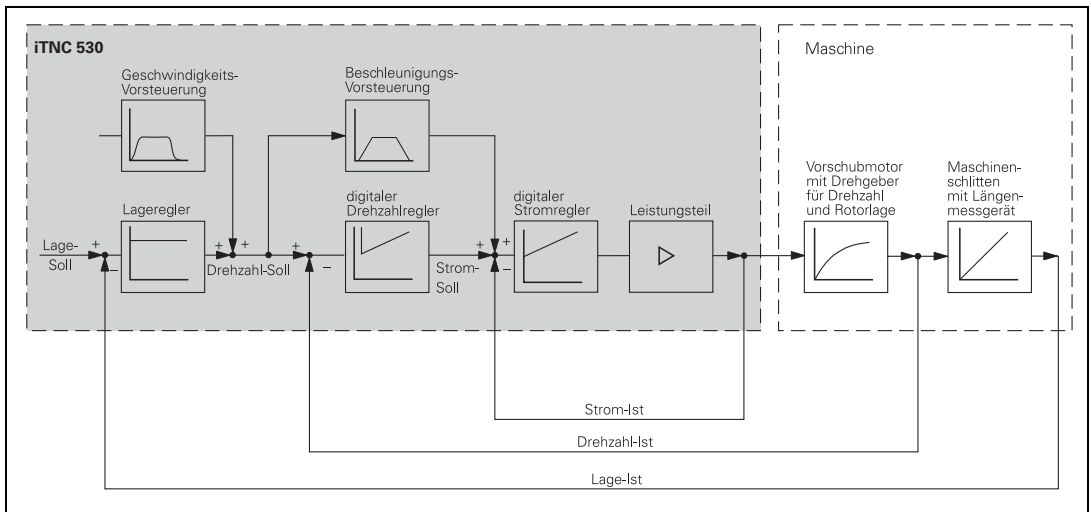 iTNC 530
Maschine
Geschwindigkeits-
Vorsteuerung
Beschleunigungs-
Vorsteuerung
Lageregler
digitaler
Drehzahlregler
digitaler
Stromregler
Leistungsteil
Vorschubmotor
mit Drehgeber
für Drehzahl
und Rotorlage
Maschinen-
schlitten
mit Längen-
messgerät
Lage-
Soll
+
–
+
+
Drehzahl-Soll
+
–
Strom-
Soll
+
+
–
Strom-Ist
Drehzahl-Ist
Lage-Ist